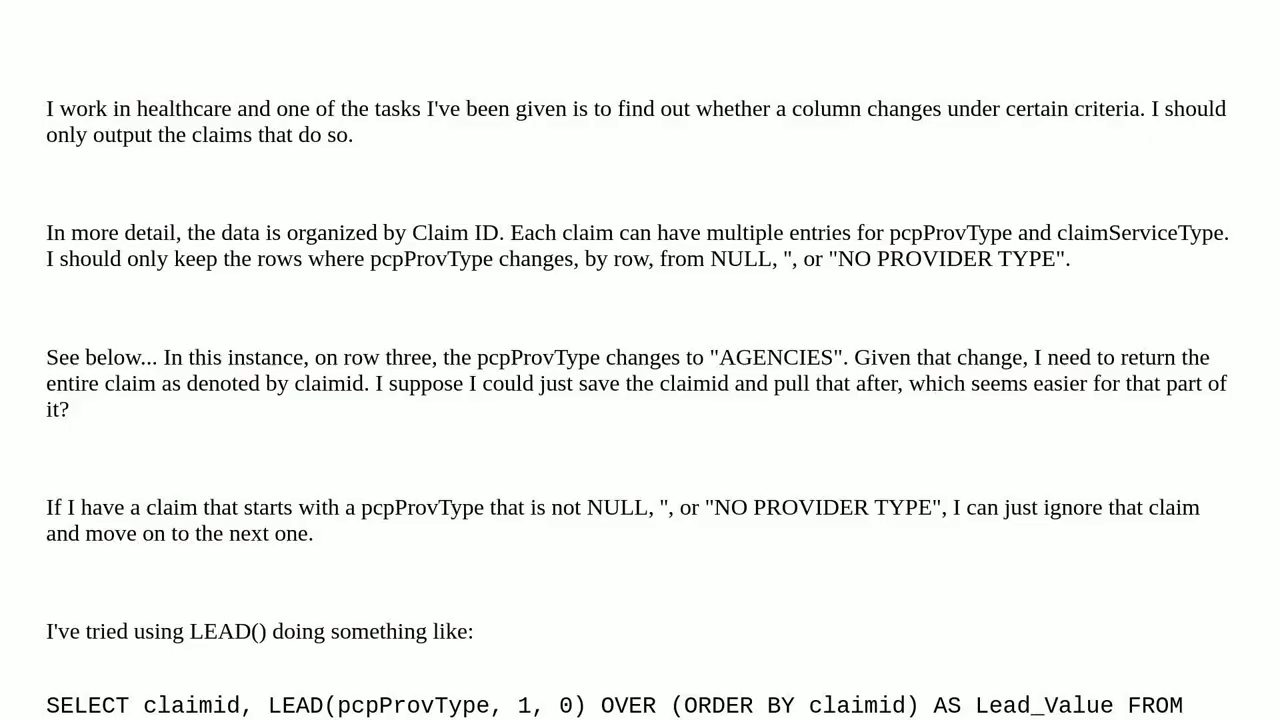 I work in healthcare and one of the tasks I've been given is to find out whether a column changes under certain criteria. I should
only output the claims that do so.
In more detail, the data is organized by Claim ID. Each claim can have multiple entries for pcpProvType and claimServiceType.
I should only keep the rows where pcpProvType changes, by row, from NULL, '', or "NO PROVIDER TYPE".
See below... In this instance, on row three, the pcpProvType changes to "AGENCIES". Given that change, I need to return the
entire claim as denoted by claimid. I suppose I could just save the claimid and pull that after, which seems easier for that part of
it?
If I have a claim that starts with a pcpProvType that is not NULL, '', or "NO PROVIDER TYPE", I can just ignore that claim
and move on to the next one.
I've tried using LEAD() doing something like:
SELECT claimid, LEAD(pcpProvType, 1, 0) OVER (ORDER BY claimid) AS Lead_Value FROM